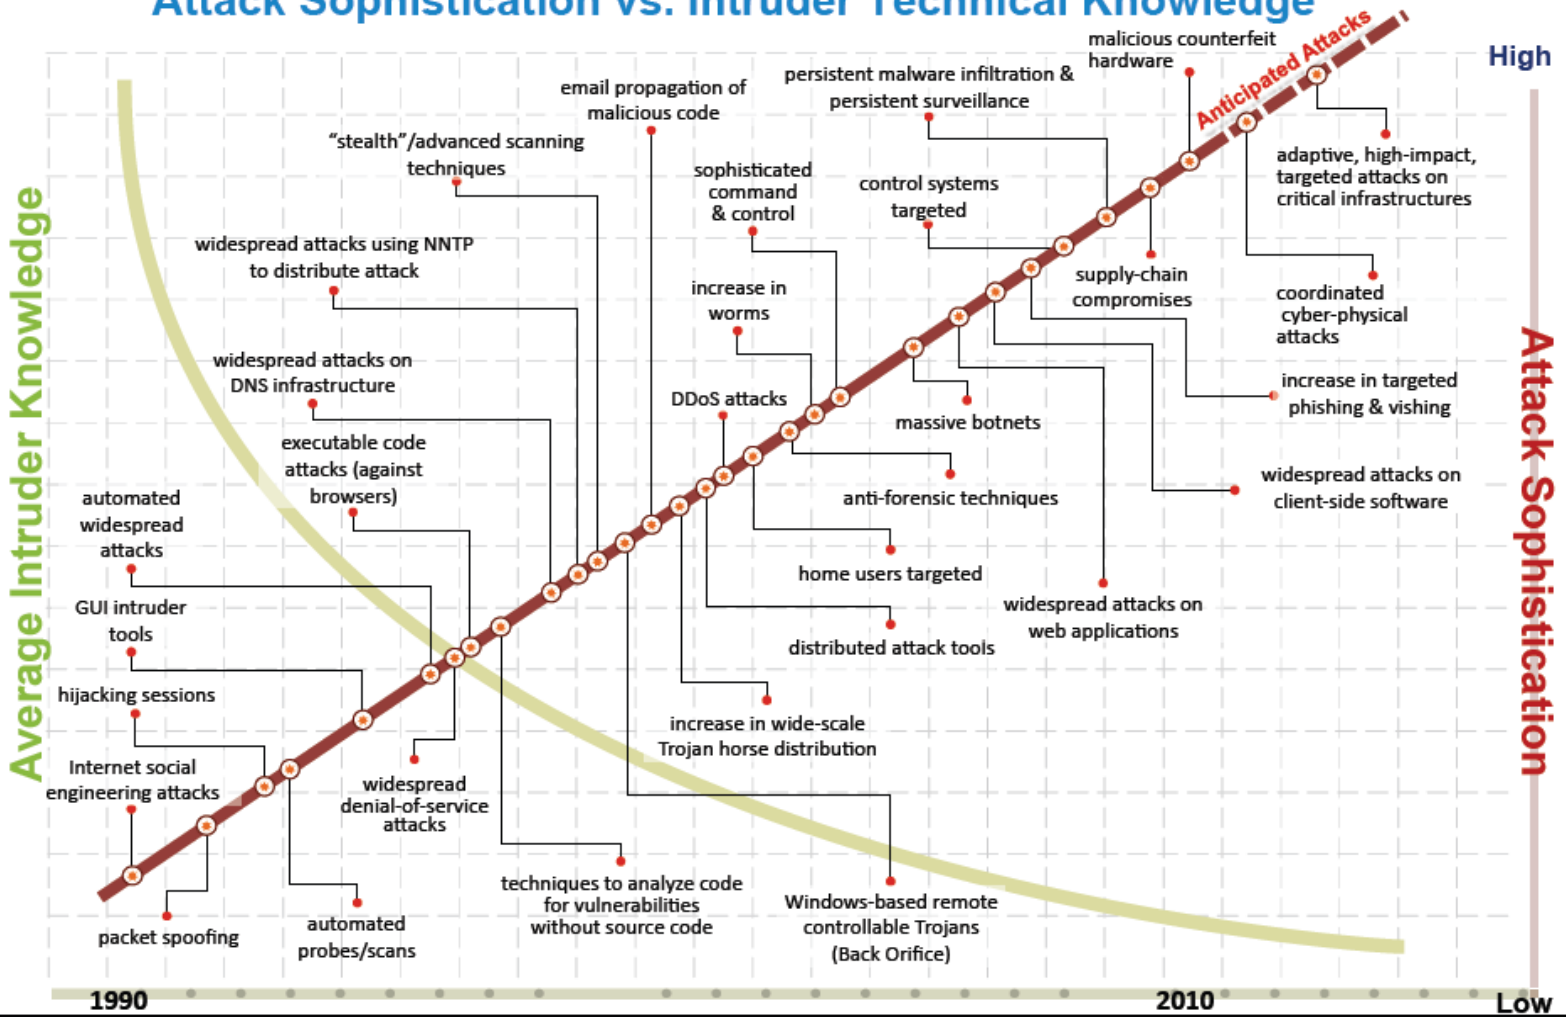 Attack Sophistication vs. Intruder Technical Knowledge
High
Average Intruder Knowledge
Attack Sophistication
Anticipated Attacks
malicious counterfeit
hardware
persistent malware infiltration &
persistent surveillance
email propagation of
malicious code
"stealth"/advanced scanning
techniques
sophisticated
command
& control
control systems
targeted
adaptive, high-impact,
targeted attacks on
critical infrastructures
widespread attacks using NNTP
to distribute attack
increase in
worms
supply-chain
compromises
coordinated
cyber-physical
attacks
widespread attacks on
DNS infrastructure
DDoS attacks
massive botnets
increase in targeted
phishing & vishing
executable code
attacks (against
browsers)
anti-forensic techniques
widespread attacks on
client-side software
automated
widespread
attacks
home users targeted
GUI intruder
tools
widespread attacks on
web applications
distributed attack tools
hijacking sessions
increase in wide-scale
Trojan horse distribution
Internet social
engineering attacks
widespread
denial-of-service
attacks
techniques to analyze code
for vulnerabilities
without source code
Windows-based remote
controllable Trojans
(Back Orifice)
packet spoofing
automated
probes/scans
1990
2010
Low